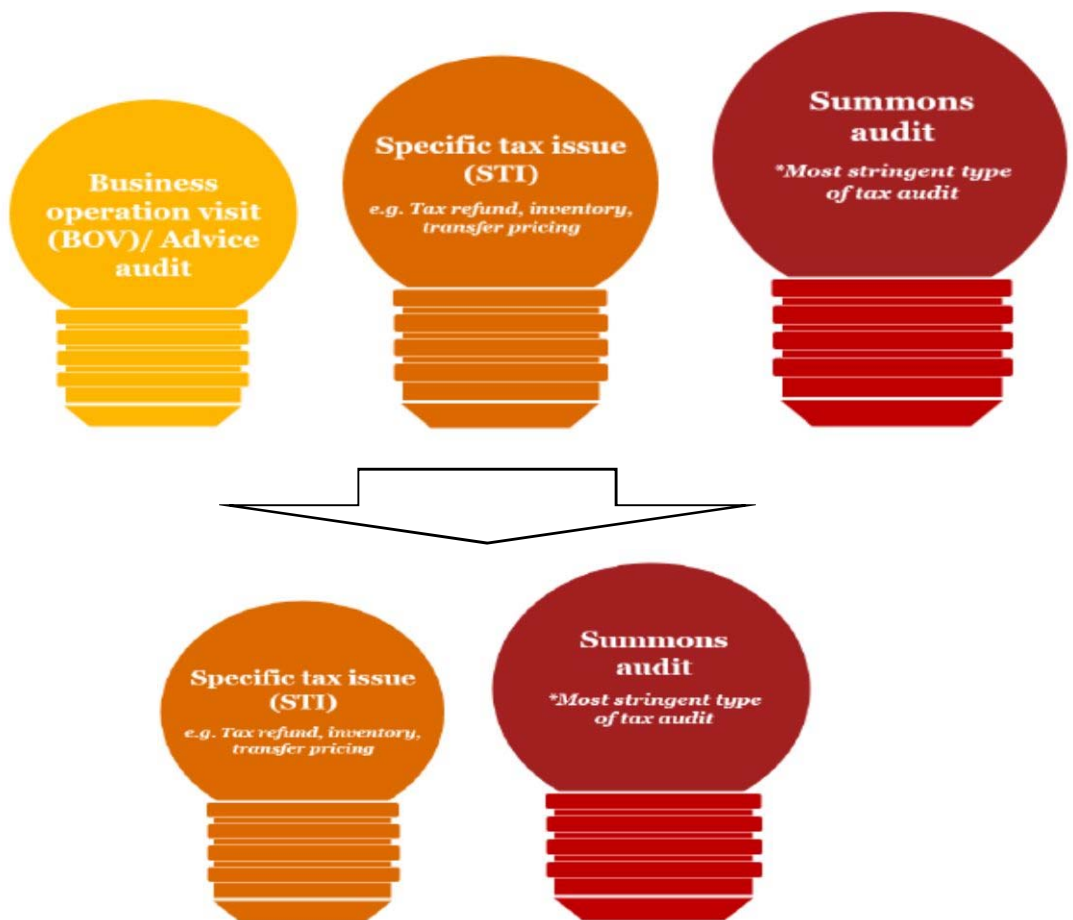 Business
operation visit
(BOV)/ Advice
audit
Specific tax issue
(STI)
e.g. Tax refund, inventory,
transfer pricing
Summons
audit
*Most stringent type
of tax audit
Specific tax issue
(STI)
e.g. Tax refund, inventory,
transfer pricing
Summons
audit
*Most stringent type
of tax audit